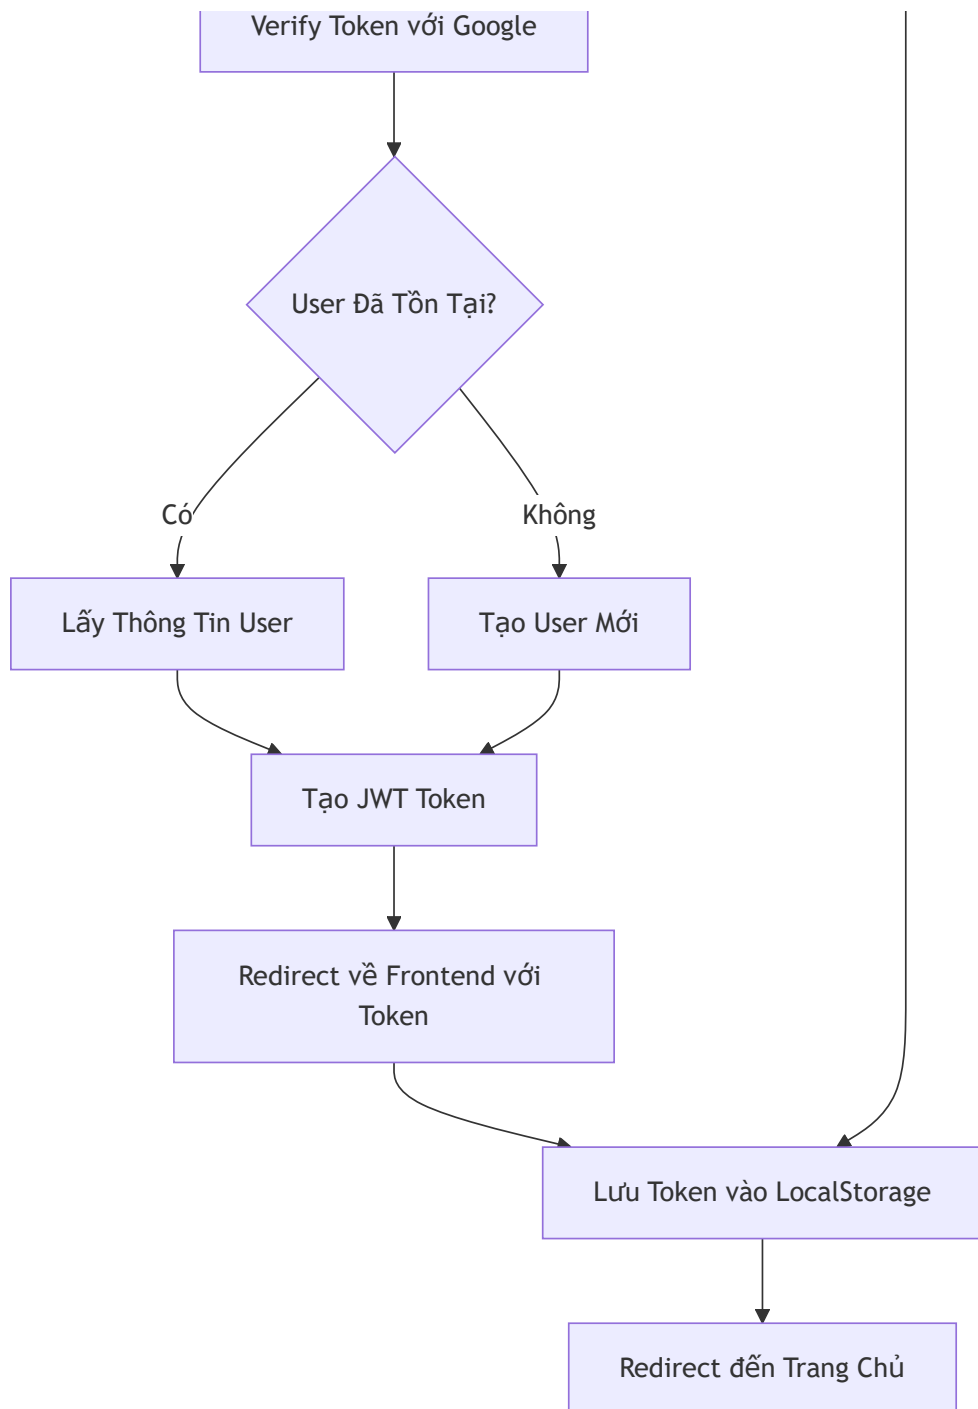 Verify Token với Google
User Đã Tồn Tại?
Có
Không
Lấy Thông Tin User
Tạo User Mới
Tạo JWT Token
Redirect về Frontend với
Token
Lưu Token vào LocalStorage
Redirect đến Trang Chủ